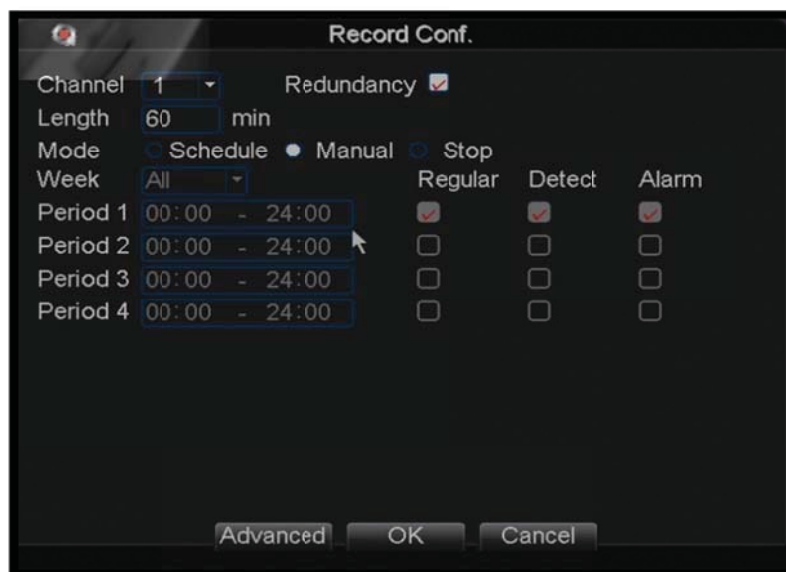 Record Conf.
Channel 1 Redundancy
Length 60 min
Mode Schedule Manual Stop
Week All Regular Detect Alarm
Period 1 00:00 - 24:00
Period 2 00:00 - 24:00
Period 3 00:00 - 24:00
Period 4 00:00 - 24:00
Advanced OK Cancel